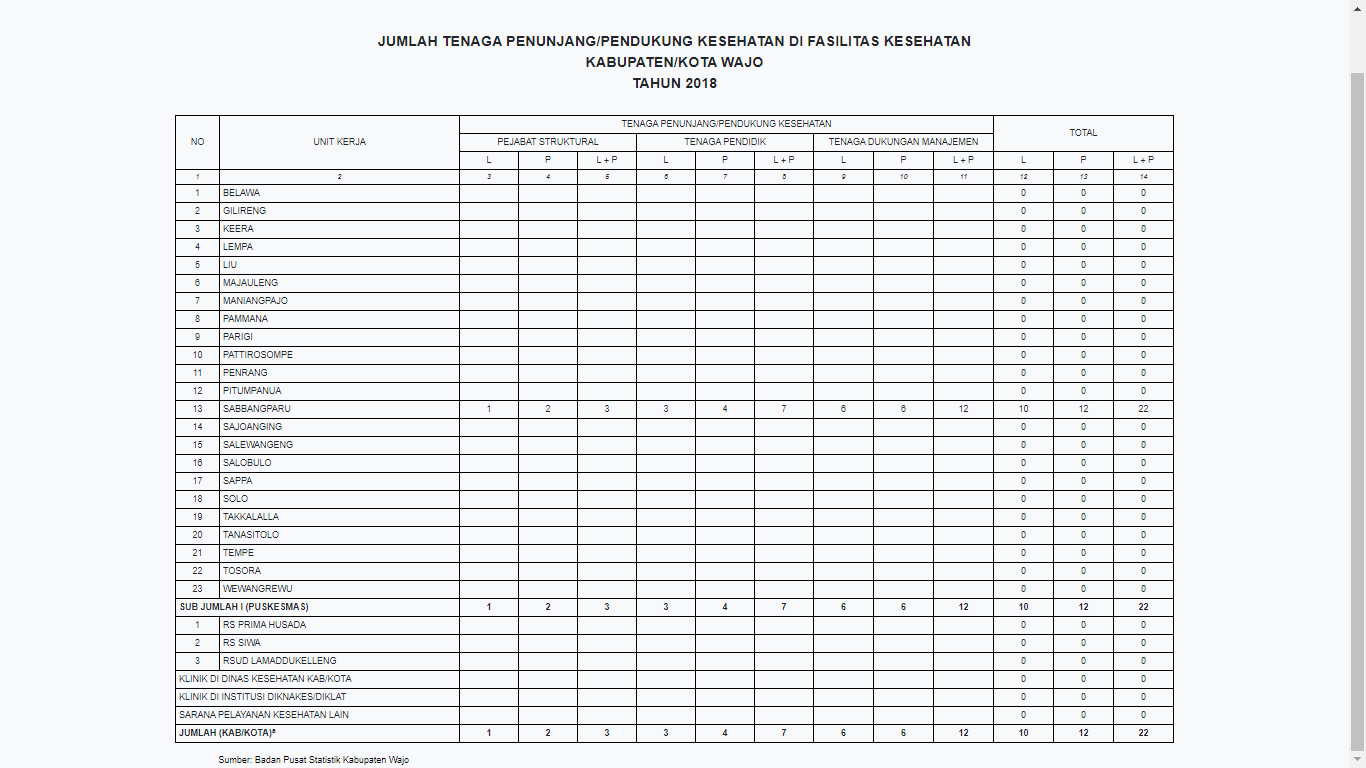 JUMLAH TENAGA PENUNJANG/PENDUKUNG KESEHATAN DI FASILITAS KESEHATAN
KABUPATEN/KOTA WAJO
TAHUN 2018
NO UNIT KERJA TENAGA PENUNJANG/PENDUKUNG KESEHATAN TOTAL
PEJABAT STRUKTURAL TENAGA PENDIDIK TENAGA DUKUNGAN MANAJEMEN
L P L + P L P L + P L P L + P L P L + P
1 2 3 4 5 6 7 8 9 10 11 12 13 14
1 BELAWA 0 0 0
2 GILIRENG 0 0 0
3 KEERA 0 0 0
4 LEMPA 0 0 0
5 LIU 0 0 0
6 MAJAULENG 0 0 0
7 MANIANGPAJO 0 0 0
8 PAMMANA 0 0 0
9 PARIGI 0 0 0
10 PATTIROSOMPE 0 0 0
11 PENRANG 0 0 0
12 PITUMPANUA 0 0 0
13 SABBANGPARU 1 2 3 3 4 7 6 6 12 10 12 22
14 SAJOANGING 0 0 0
15 SALEWANGENG 0 0 0
16 SALOBULO 0 0 0
17 SAPPA 0 0 0
18 SOLO 0 0 0
19 TAKKALALLA 0 0 0
20 TANASITOLO 0 0 0
21 TEMPE 0 0 0
22 TOSORA 0 0 0
23 WEWANGREWU 0 0 0
SUB JUMLAH I (PUSKESMAS) 1 2 3 3 4 7 6 6 12 10 12 22
1 RS PRIMA HUSADA 0 0 0
2 RS SIWA 0 0 0
3 RSUD LAMADDUKELLENG 0 0 0
KLINIK DI DINAS KESEHATAN KAB/KOTA 0 0 0
KLINIK DI INSTITUSI DIKNAKES/DIKLAT 0 0 0
SARANA PELAYANAN KESEHATAN LAIN 0 0 0
JUMLAH (KAB/KOTA)ª 1 2 3 3 4 7 6 6 12 10 12 22
Sumber: Badan Pusat Statistik Kabupaten Wajo